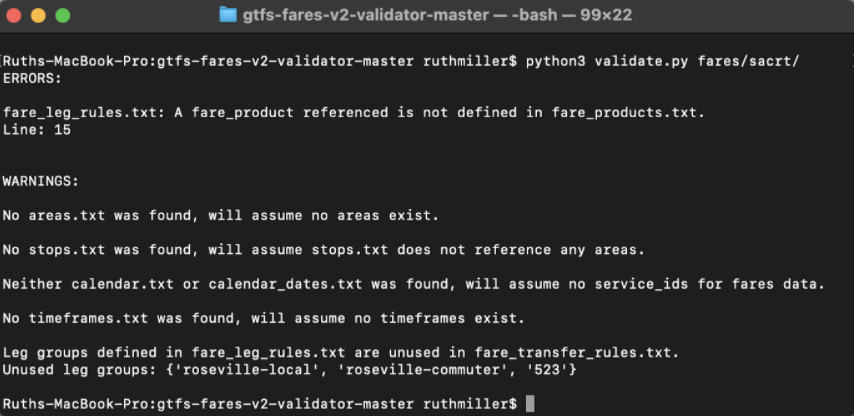 gtfs-fares-v2-validator-master — -bash — 99×22
[Ruths-MacBook-Pro:gtfs-fares-v2-validator-master ruthmiller$ python3 validate.py fares/sacrt/ ]
ERRORS:
fare_leg_rules.txt: A fare_product referenced is not defined in fare_products.txt.
Line: 15
WARNINGS:
No areas.txt was found, will assume no areas exist.
No stops.txt was found, will assume stops.txt does not reference any areas.
Neither calendar.txt or calendar_dates.txt was found, will assume no service_ids for fares data.
No timeframes.txt was found, will assume no timeframes exist.
Leg groups defined in fare_leg_rules.txt are unused in fare_transfer_rules.txt.
Unused leg groups: {'roseville-local', 'roseville-commuter', '523'}
Ruths-MacBook-Pro:gtfs-fares-v2-validator-master ruthmiller$